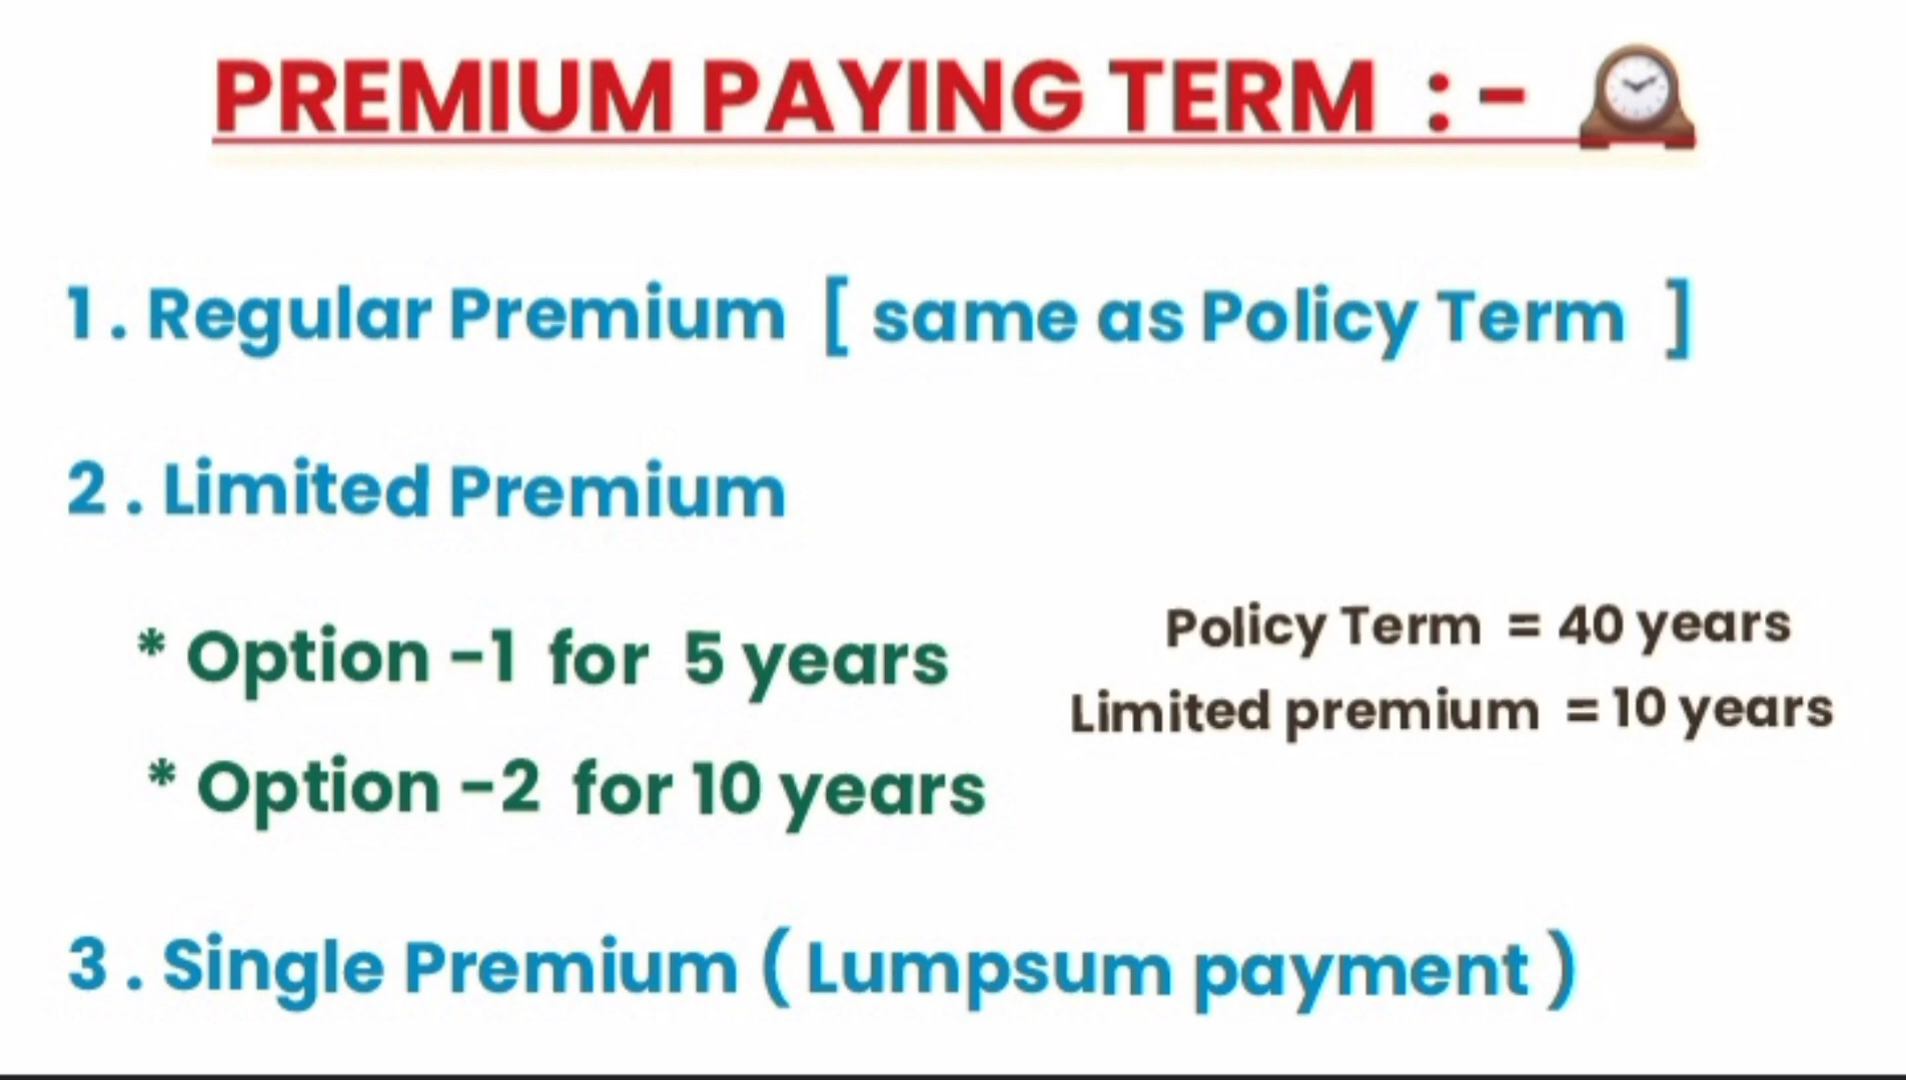 PREMIUM PAYING TERM : -
1 . Regular Premium [ same as Policy Term ]
2 . Limited Premium
* Option -1 for 5 years
* Option -2 for 10 years
Policy Term = 40 years
Limited premium = 10 years
3 . Single Premium ( Lumpsum payment )